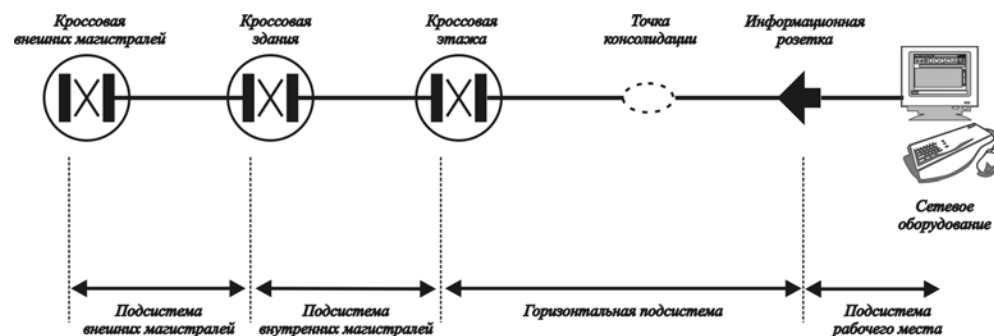 Кроссовая
внешних магистралей
Кроссовая
здания
Кроссовая
этажа
Точка
консолидации
Информационная
розетка
Сетевое
оборудование
Подсистема
внешних магистралей
Подсистема
внутренних магистралей
Горизонтальная подсистема
Подсистема
рабочего места